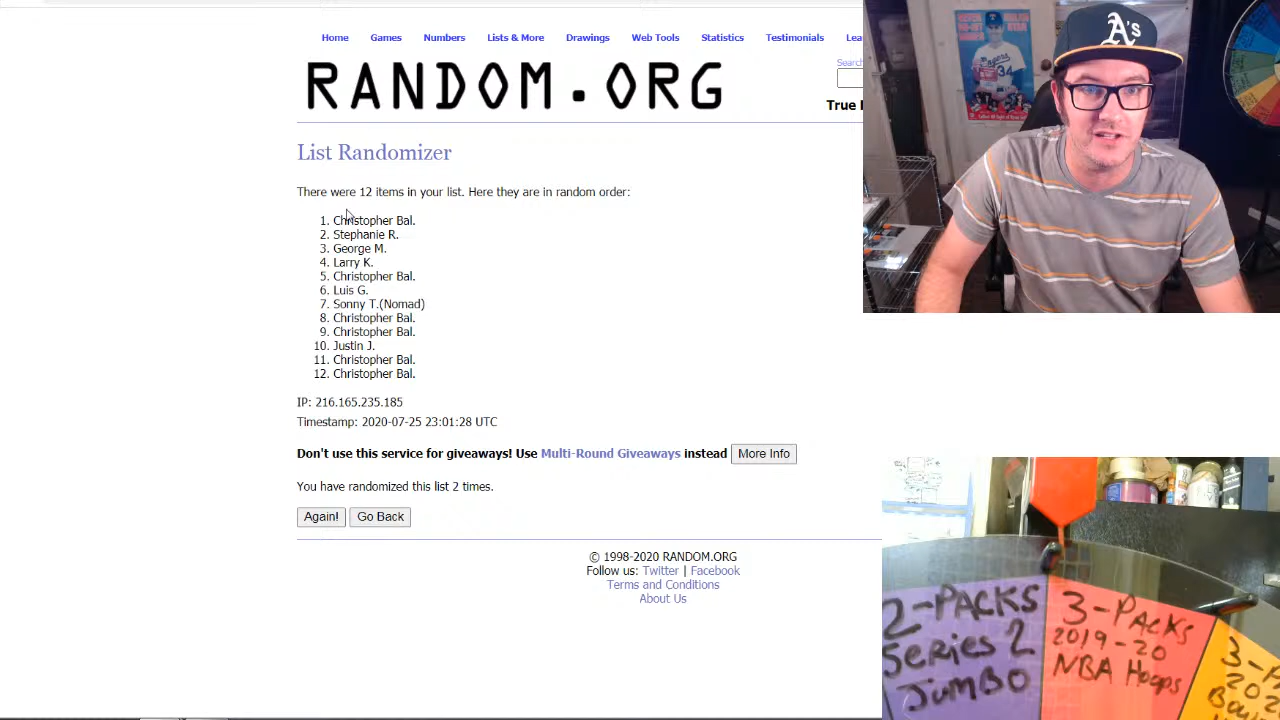 Home Games Numbers Lists & More Drawings Web Tools Statistics Testimonials
RANDOM.ORG
Search
True
List Randomizer
There were 12 items in your list. Here they are in random order:
1. Christopher Bal.
2. Stephanie R.
3. George M.
4. Larry K.
5. Christopher Bal.
6. Luis G.
7. Sonny T.(Nomad)
8. Christopher Bal.
9. Christopher Bal.
10. Justin J.
11. Christopher Bal.
12. Christopher Bal.
IP: 216.165.235.185
Timestamp: 2020-07-25 23:01:28 UTC
Don't use this service for giveaways! Use Multi-Round Giveaways instead More Info
You have randomized this list 2 times.
Again! Go Back
© 1998-2020 RANDOM.ORG
Follow us: Twitter | Facebook
Terms and Conditions
About Us
A's
34
2-PACKS
Series 2
Jumbo
3-PACKS
2019-20
NBA Hoops